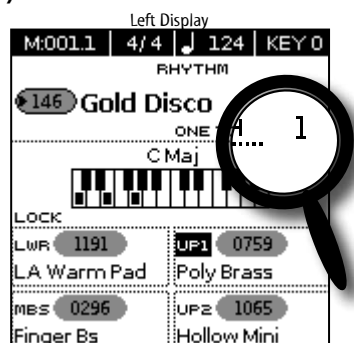 Left Display
M:001.1 4/4 ♩ 124 KEY 0
RHYTHM
146 Gold Disco
ONE
1
C Maj
LOCK
LWR 1191 UP1 0759
LA Warm Pad Poly Brass
MBS 0296 UP2 1065
Finger Bs Hollow Mini